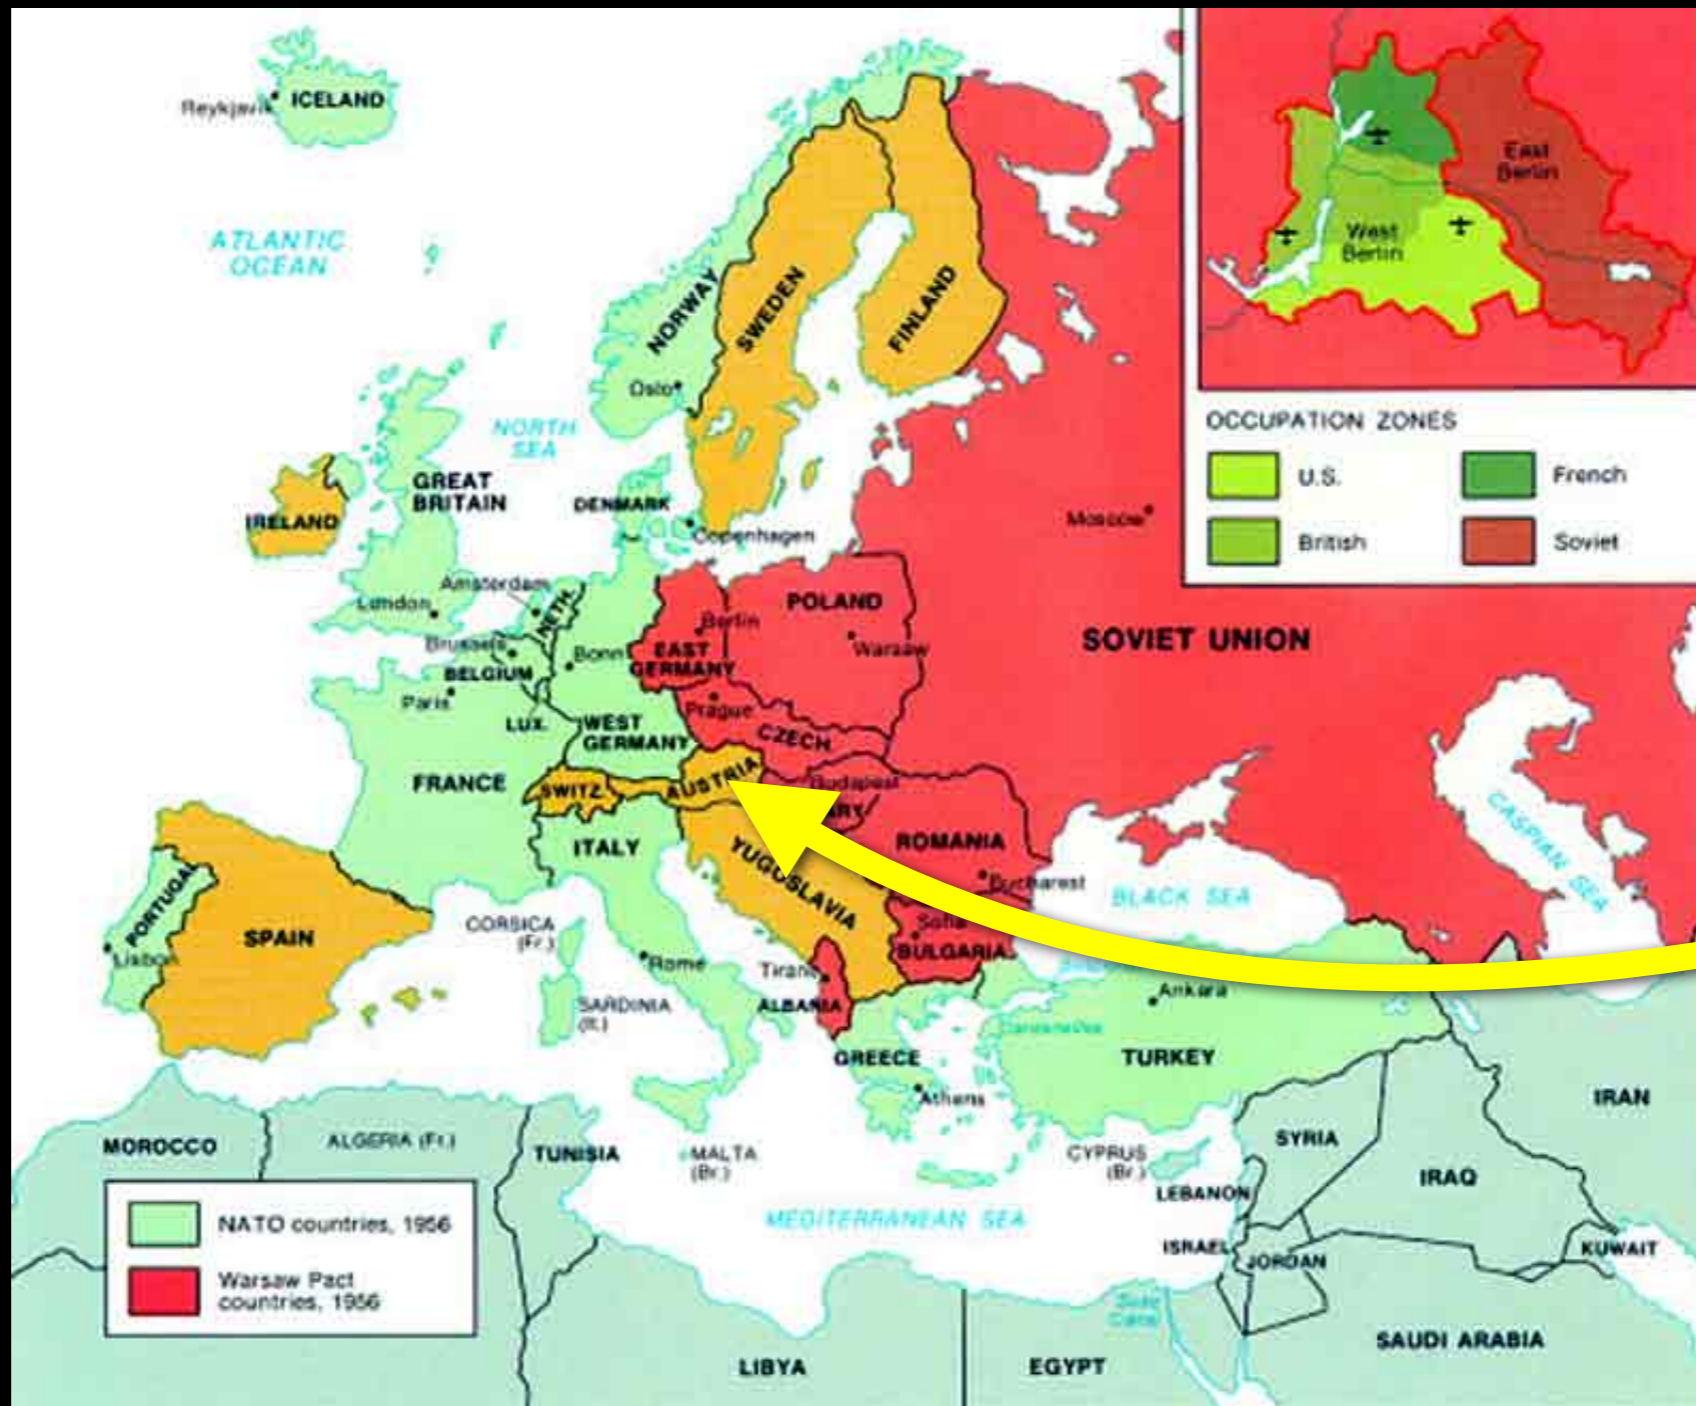 ICELAND
Reykjavik
ATLANTIC
OCEAN
NORWAY
SWEDEN
FINLAND
Oslo
NORTH
SEA
GREAT
BRITAIN
IRELAND
DENMARK
Copenhagen
Moscow
Amsterdam
London
NETH.
Brussels
BELGIUM
Bonn
Berlin
EAST
GERMANY
POLAND
Warsaw
SOVIET UNION
Paris
LUX.
Prague
WEST
GERMANY
CZECH
FRANCE
SWITZ.
AUSTRIA
Budapest
ARY
ITALY
YUGOSLAVIA
ROMANIA
Bucharest
BLACK SEA
CASPIAN SEA
PORTUGAL
Lisbon
SPAIN
CORSICA
(Fr.)
Rome
SARDINIA
(It.)
Tirane
ALBANIA
Sofia
BULGARIA
Ankara
Dardanelles
GREECE
TURKEY
Athens
MOROCCO
ALGERIA (Fr.)
TUNISIA
MALTA
(Br.)
CYPRUS
(Br.)
SYRIA
LEBANON
IRAQ
IRAN
MEDITERRANEAN SEA
ISRAEL
JORDAN
KUWAIT
Suez
Canal
LIBYA
EGYPT
SAUDI ARABIA
NATO countries, 1956
Warsaw Pact
countries, 1956
East
Berlin
West
Berlin
OCCUPATION ZONES
U.S.
French
British
Soviet